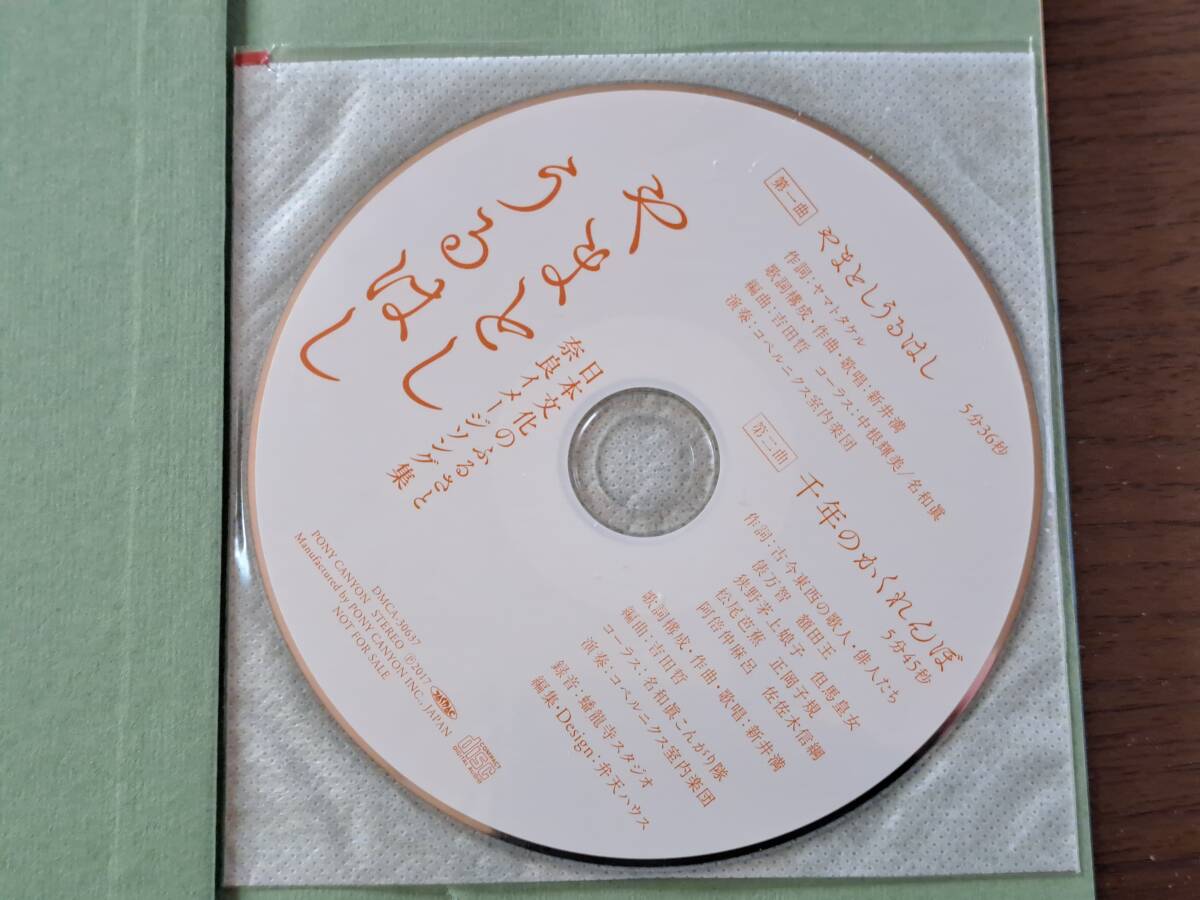 やまとし
うるはし
日本文化のふるさと
奈良イメージソング集
第一曲
やまとしうるはし
5分36秒
作詞:ヤマトタケル
歌詞構成・作曲・歌唱:新井満
編曲:吉田哲 コーラス:中根輝美/名和眞
演奏:コペルニクス室内楽団
第二曲
千年のかくれんぼ
5分45秒
作詞:古今東西の歌人・俳人たち
俵万智 額田王 但馬皇女
狭野茅上娘子 正岡子規
松尾芭蕉 佐佐木信綱
阿倍仲麻呂
歌詞構成・作曲・歌唱:新井満
編曲:吉田哲
コーラス:名和眞こんがり隊
演奏:コペルニクス室内楽団
録音:蟠龍寺スタジオ
編集・Design:弁天ハウス
DMCA-30637
PONY CANYON STEREO ℗2017
Manufactured by PONY CANYON INC., JAPAN
NOT FOR SALE
COMPACT
disc
DIGITAL AUDIO